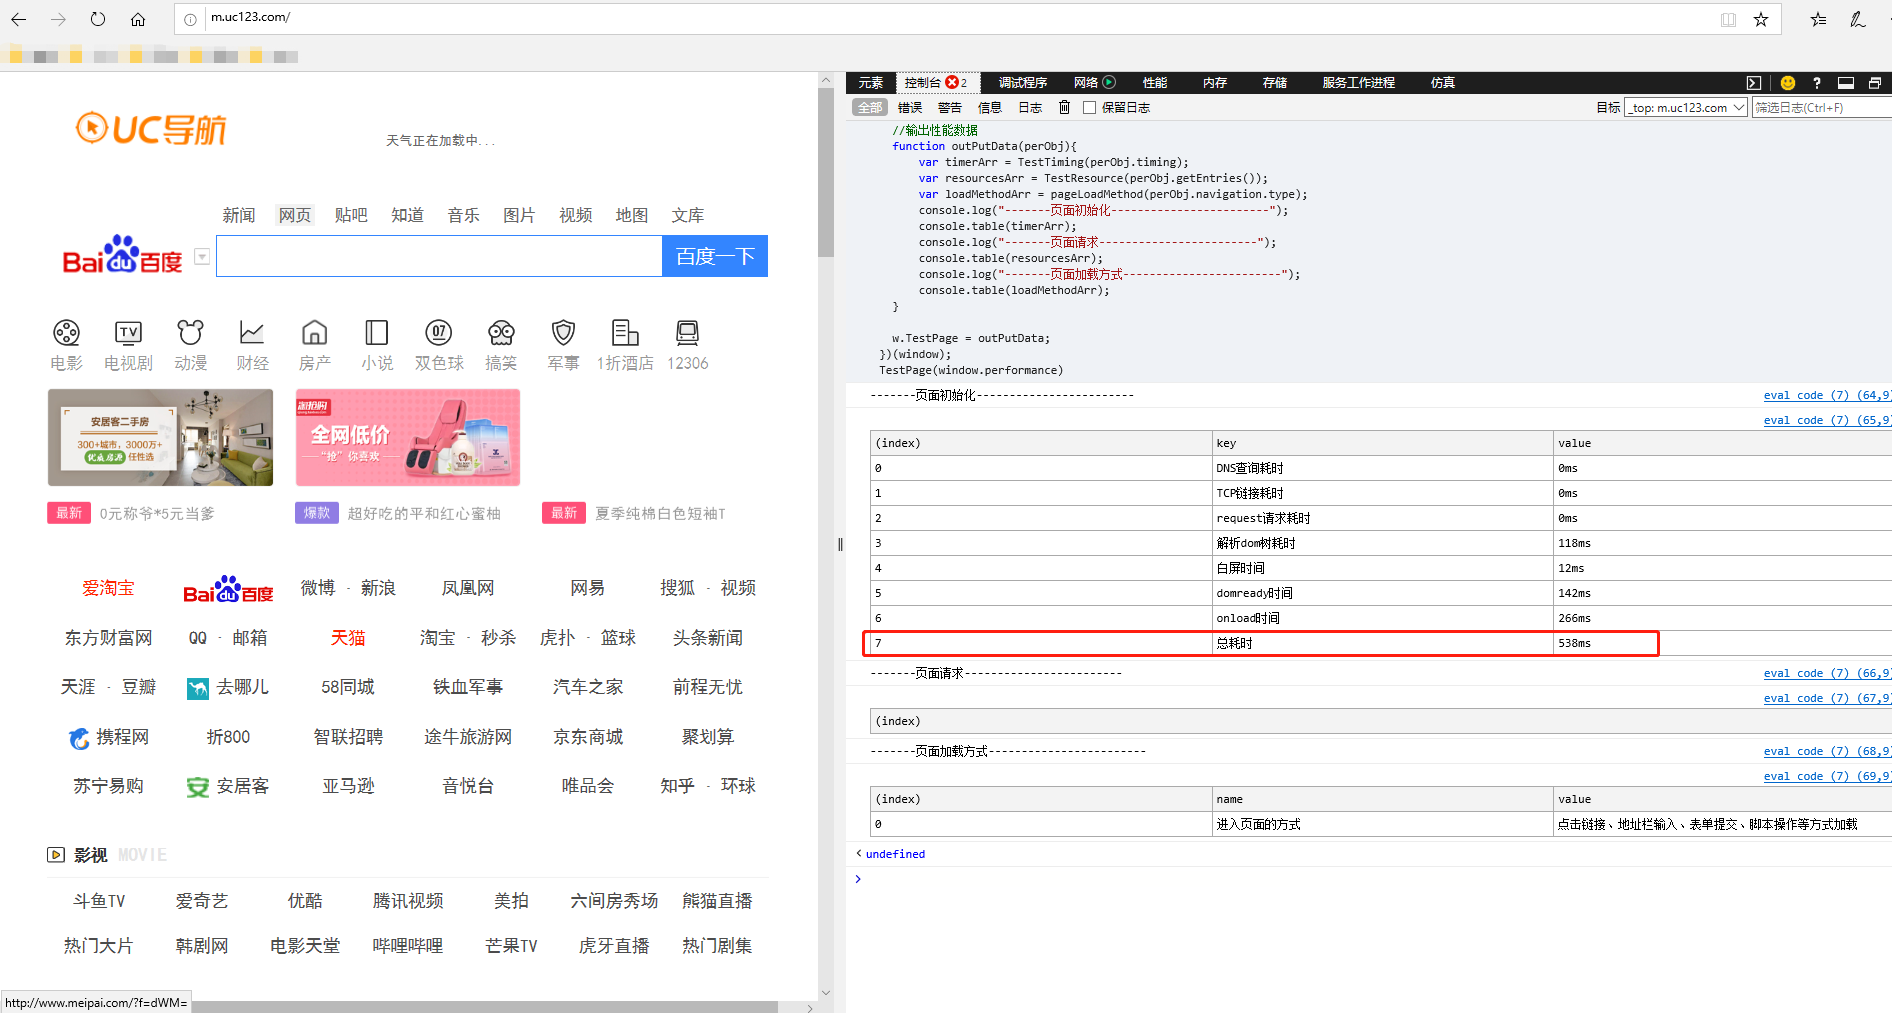 m.uc123.com/
UC导航
天气正在加载中...
新闻 网页 贴吧 知道 音乐 图片 视频 地图 文库
Bai du 百度 百度一下
TV 07
电影 电视剧 动漫 财经 房产 小说 双色球 搞笑 军事 1折酒店 12306
安居客二手房
300+城市，3000万+
优质房源 任性选
淘抢购
全网低价
“抢”你喜欢
最新 0元称爷*5元当爹 爆款 超好吃的平和红心蜜柚 最新 夏季纯棉白色短袖T
爱淘宝 Bai du 百度 微博 · 新浪 凤凰网 网易 搜狐 · 视频
东方财富网 QQ · 邮箱 天猫 淘宝 · 秒杀 虎扑 · 篮球 头条新闻
天涯 · 豆瓣 去哪儿 58同城 铁血军事 汽车之家 前程无忧
携程网 折800 智联招聘 途牛旅游网 京东商城 聚划算
苏宁易购 安居客 亚马逊 音悦台 唯品会 知乎 · 环球
影视 MOVIE
斗鱼TV 爱奇艺 优酷 腾讯视频 美拍 六间房秀场 熊猫直播
热门大片 韩剧网 电影天堂 哔哩哔哩 芒果TV 虎牙直播 热门剧集
http://www.meipai.com/?f=dWM=
元素 控制台 2 调试程序 网络 性能 内存 存储 服务工作进程 仿真
全部 错误 警告 信息 日志 保留日志 目标 _top: m.uc123.com 筛选日志(Ctrl+F)
//输出性能数据
function outPutData(perObj){
var timerArr = TestTiming(perObj.timing);
var resourcesArr = TestResource(perObj.getEntries());
var loadMethodArr = pageLoadMethod(perObj.navigation.type);
console.log("-------页面初始化------------------------");
console.table(timerArr);
console.log("-------页面请求------------------------");
console.table(resourcesArr);
console.log("-------页面加载方式------------------------");
console.table(loadMethodArr);
}
w.TestPage = outPutData;
})(window);
TestPage(window.performance)
-------页面初始化------------------------ eval code (7) (64,9)
eval code (7) (65,9)
(index) key value
0 DNS查询耗时 0ms
1 TCP链接耗时 0ms
2 request请求耗时 0ms
3 解析dom树耗时 118ms
4 白屏时间 12ms
5 domready时间 142ms
6 onload时间 266ms
7 总耗时 538ms
-------页面请求------------------------ eval code (7) (66,9)
eval code (7) (67,9)
(index)
-------页面加载方式------------------------ eval code (7) (68,9)
eval code (7) (69,9)
(index) name value
0 进入页面的方式 点击链接、地址栏输入、表单提交、脚本操作等方式加载
undefined